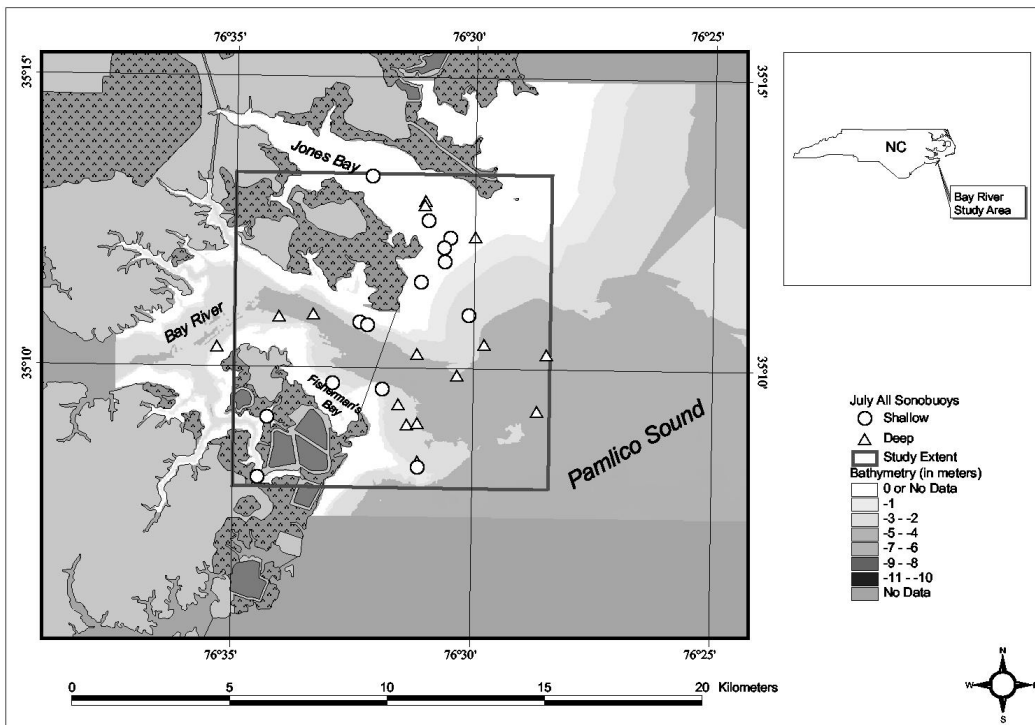 76°35'
76°30'
76°25'
35°15'
35°15'
Jones Bay
NC
Bay River
Study Area
Bay River
35°10'
35°10'
Fisherman's
Bay
Pamlico Sound
July All Sonobuoys
Shallow
Deep
Study Extent
Bathymetry (in meters)
0 or No Data
-1
-3 - -2
-5 - -4
-7 - -6
-9 - -8
-11 - -10
No Data
76°35'
76°30'
76°25'
0
5
10
15
20 Kilometers
N
W
E
S